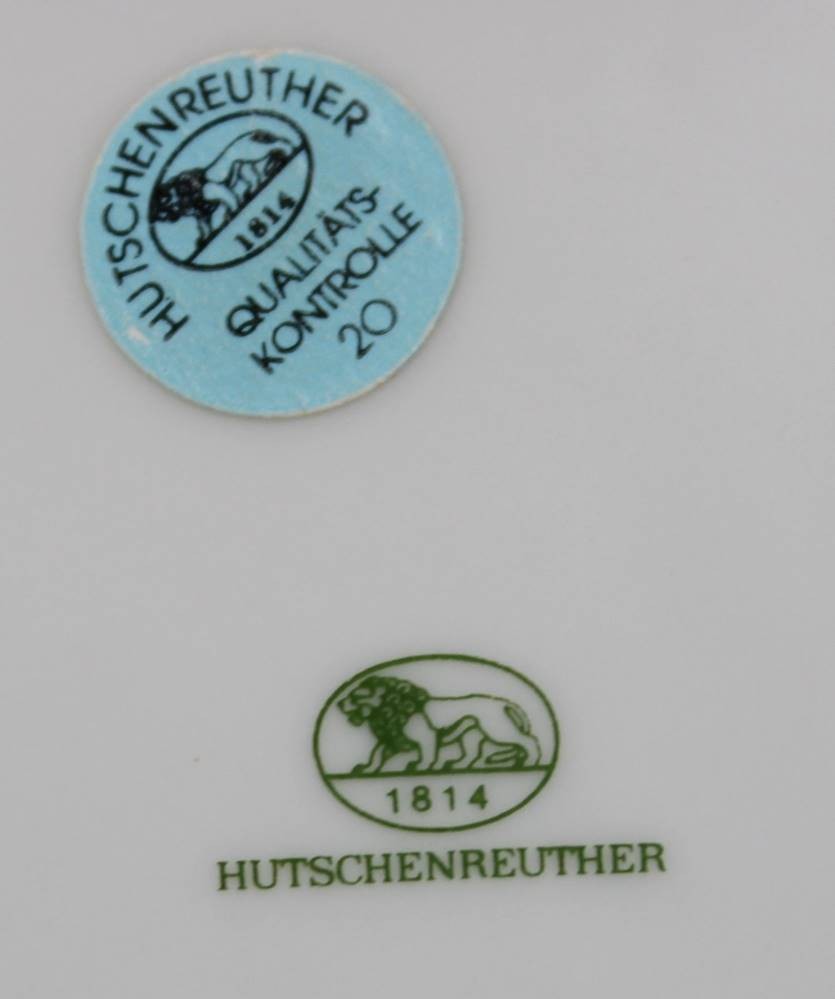 HUTSCHENREUTHER
1814
QUALITÄTS-
KONTROLLE
20
1814
HUTSCHENREUTHER